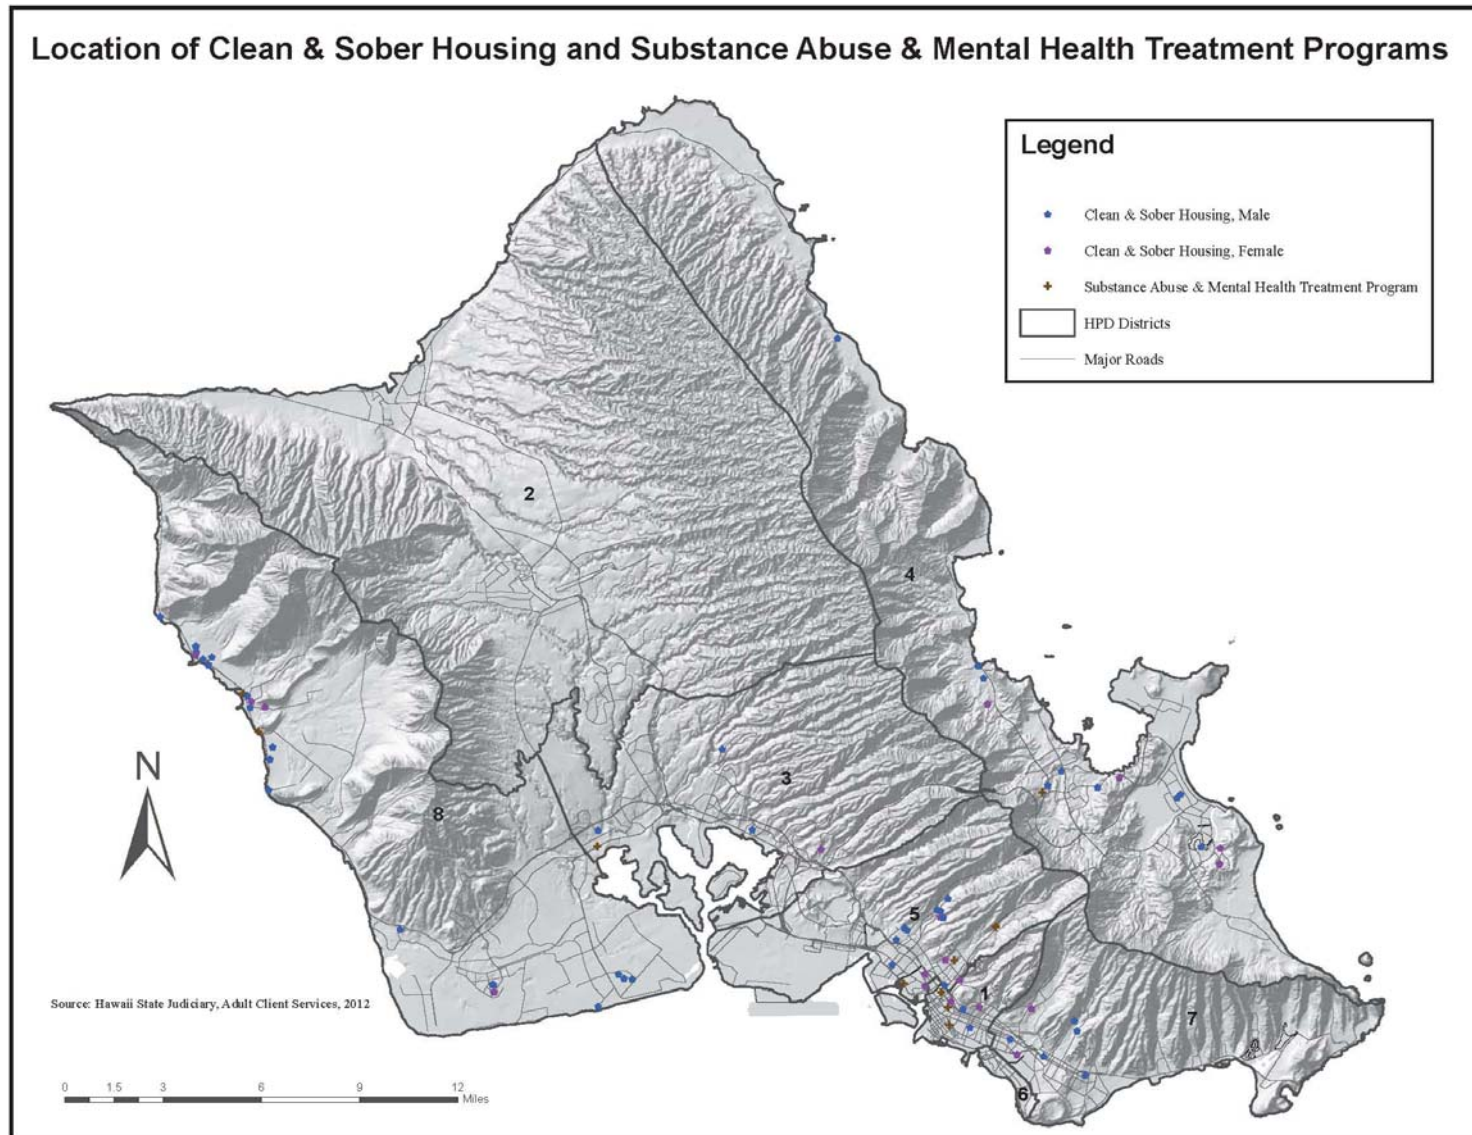 Location of Clean & Sober Housing and Substance Abuse & Mental Health Treatment Programs
Legend
Clean & Sober Housing, Male
Clean & Sober Housing, Female
Substance Abuse & Mental Health Treatment Program
HPD Districts
Major Roads
2
4
3
8
5
1
7
6
N
Source: Hawaii State Judiciary, Adult Client Services, 2012
0 1.5 3 6 9 12
Miles